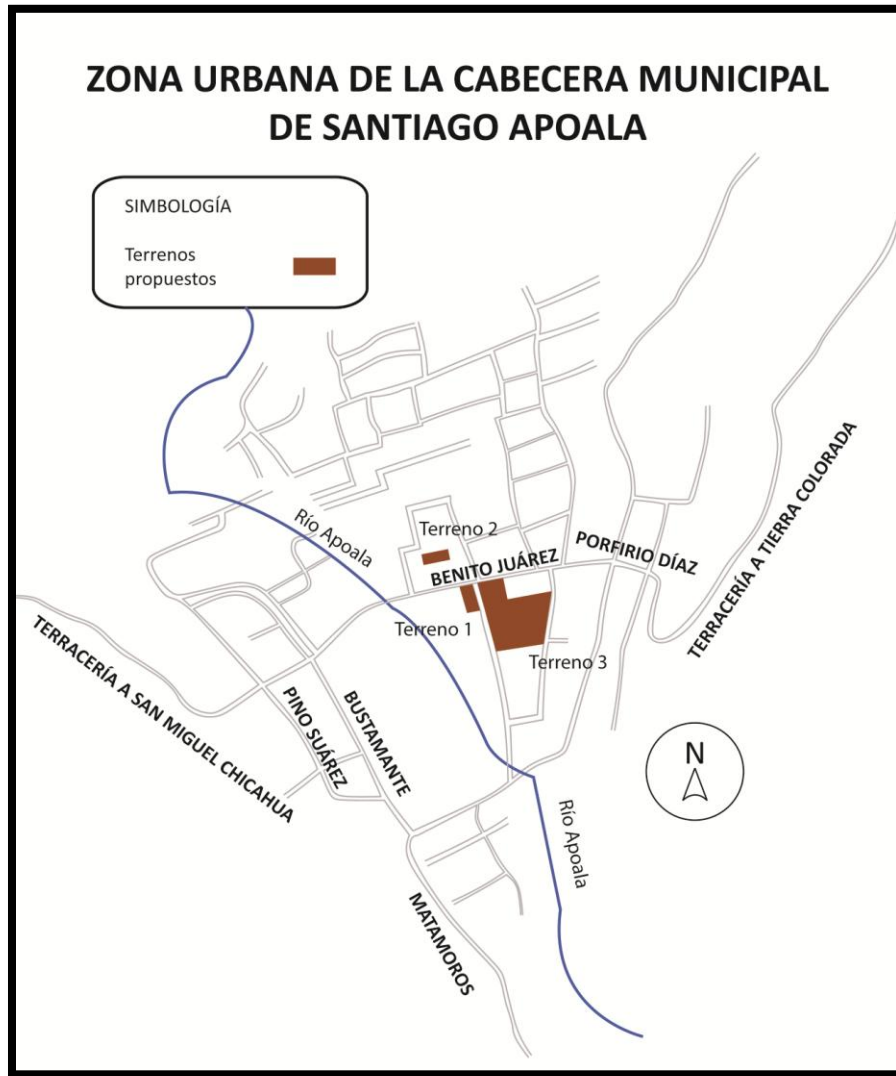 ZONA URBANA DE LA CABECERA MUNICIPAL
DE SANTIAGO APOALA
SIMBOLOGÍA
Terrenos
propuestos
Río Apoala
Terreno 2
BENITO JUÁREZ
PORFIRIO DÍAZ
TERRACERÍA A TIERRA COLORADA
Terreno 1
Terreno 3
TERRACERÍA A SAN MIGUEL CHICAHUA
PINO SUÁREZ
BUSTAMANTE
N
Río Apoala
MATAMOROS